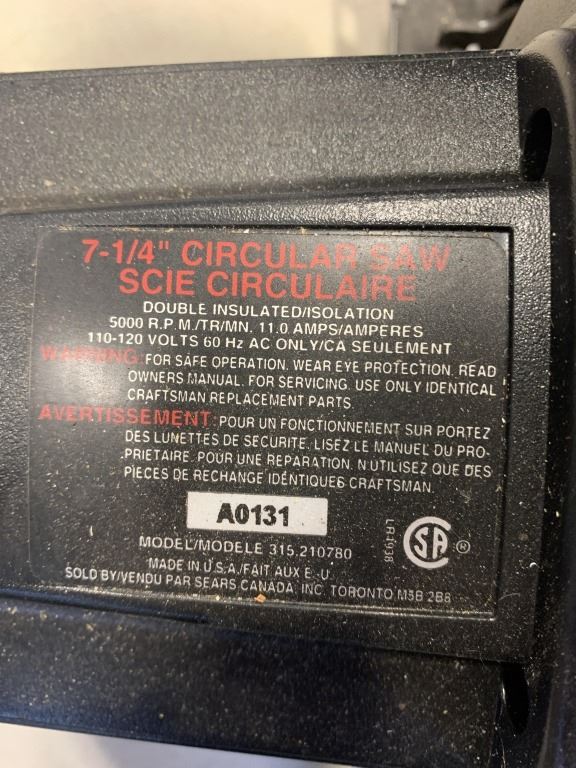 7-1/4" CIRCULAR SAW
SCIE CIRCULAIRE
DOUBLE INSULATED/ISOLATION
5000 R.P.M./TR/MN. 11.0 AMPS/AMPERES
110-120 VOLTS 60 Hz AC ONLY/CA SEULEMENT
WARNING: FOR SAFE OPERATION. WEAR EYE PROTECTION. READ
OWNERS MANUAL. FOR SERVICING, USE ONLY IDENTICAL
CRAFTSMAN REPLACEMENT PARTS
AVERTISSEMENT: POUR UN FONCTIONNEMENT SUR PORTEZ
DES LUNETTES DE SECURITE. LISEZ LE MANUEL DU PRO-
PRIETAIRE. POUR UNE REPARATION. N UTILISEZ QUE DES
PIECES DE RECHANGE IDENTIQUES CRAFTSMAN.
A0131
MODEL/MODELE 315.210780
LR41938
SA ®
MADE IN U.S.A/FAIT AUX E.-U.
SOLD BY/VENDU PAR SEARS CANADA, INC. TORONTO M5B 2B8